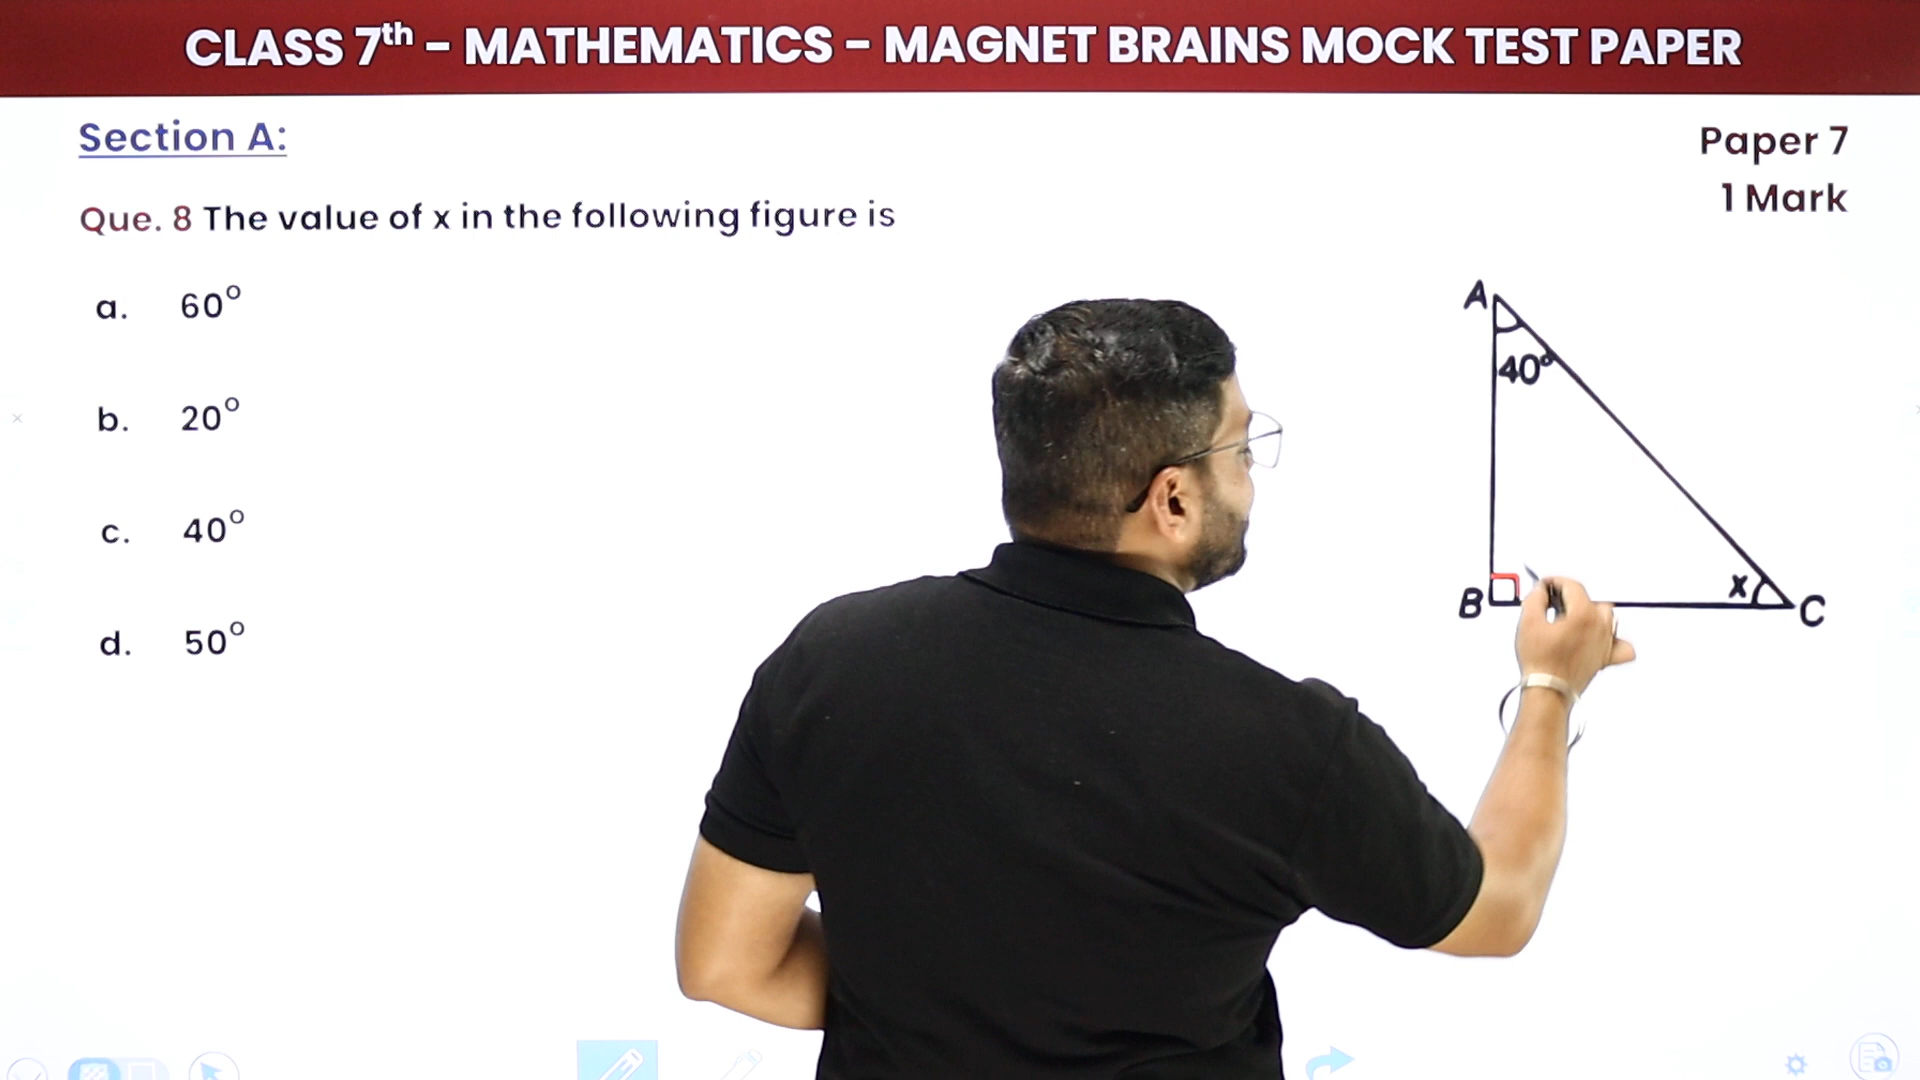 CLASS 7th – MATHEMATICS – MAGNET BRAINS MOCK TEST PAPER
Section A:
Paper 7
1 Mark
Que. 8 The value of x in the following figure is
a. 60°
b. 20°
c. 40°
d. 50°
A
40°
B
x
C